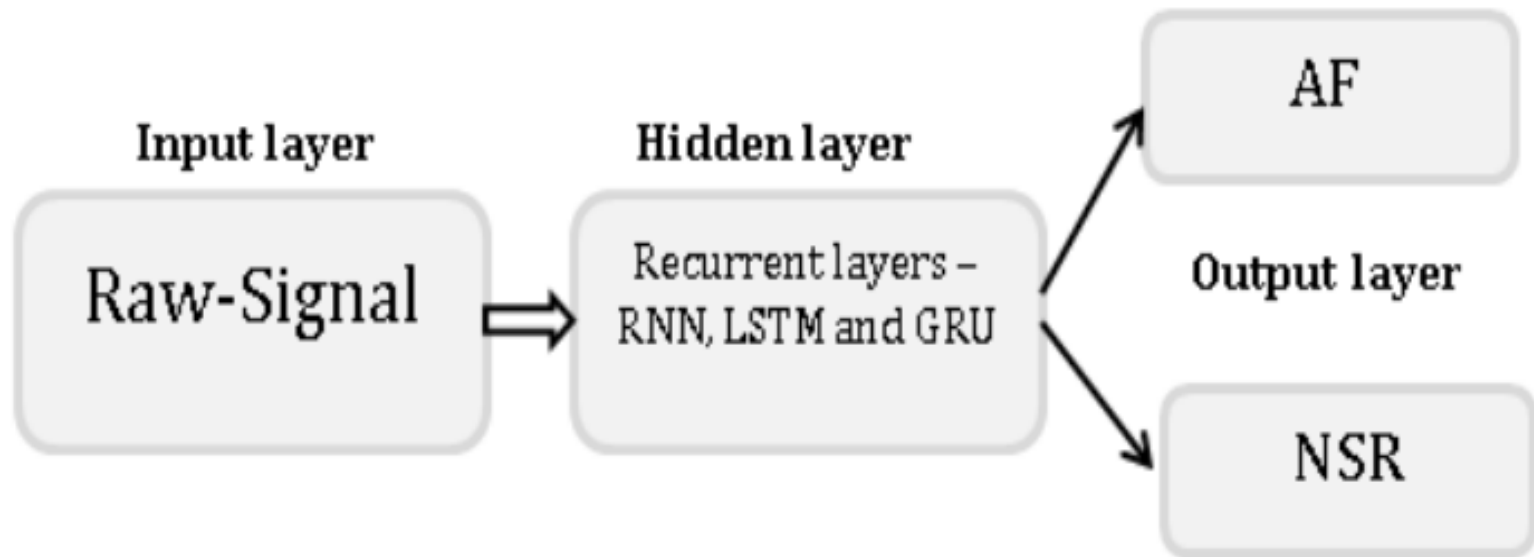 Input layer
Raw-Signal
Hidden layer
Recurrent layers –
RNN, LSTM and GRU
AF
Output layer
NSR